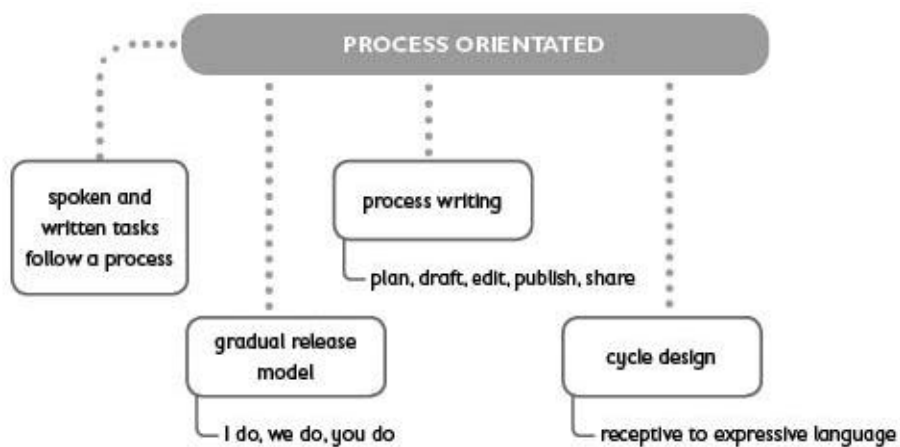 PROCESS ORIENTATED
spoken and
written tasks
follow a process
process writing
plan, draft, edit, publish, share
gradual release
model
I do, we do, you do
cycle design
receptive to expressive language